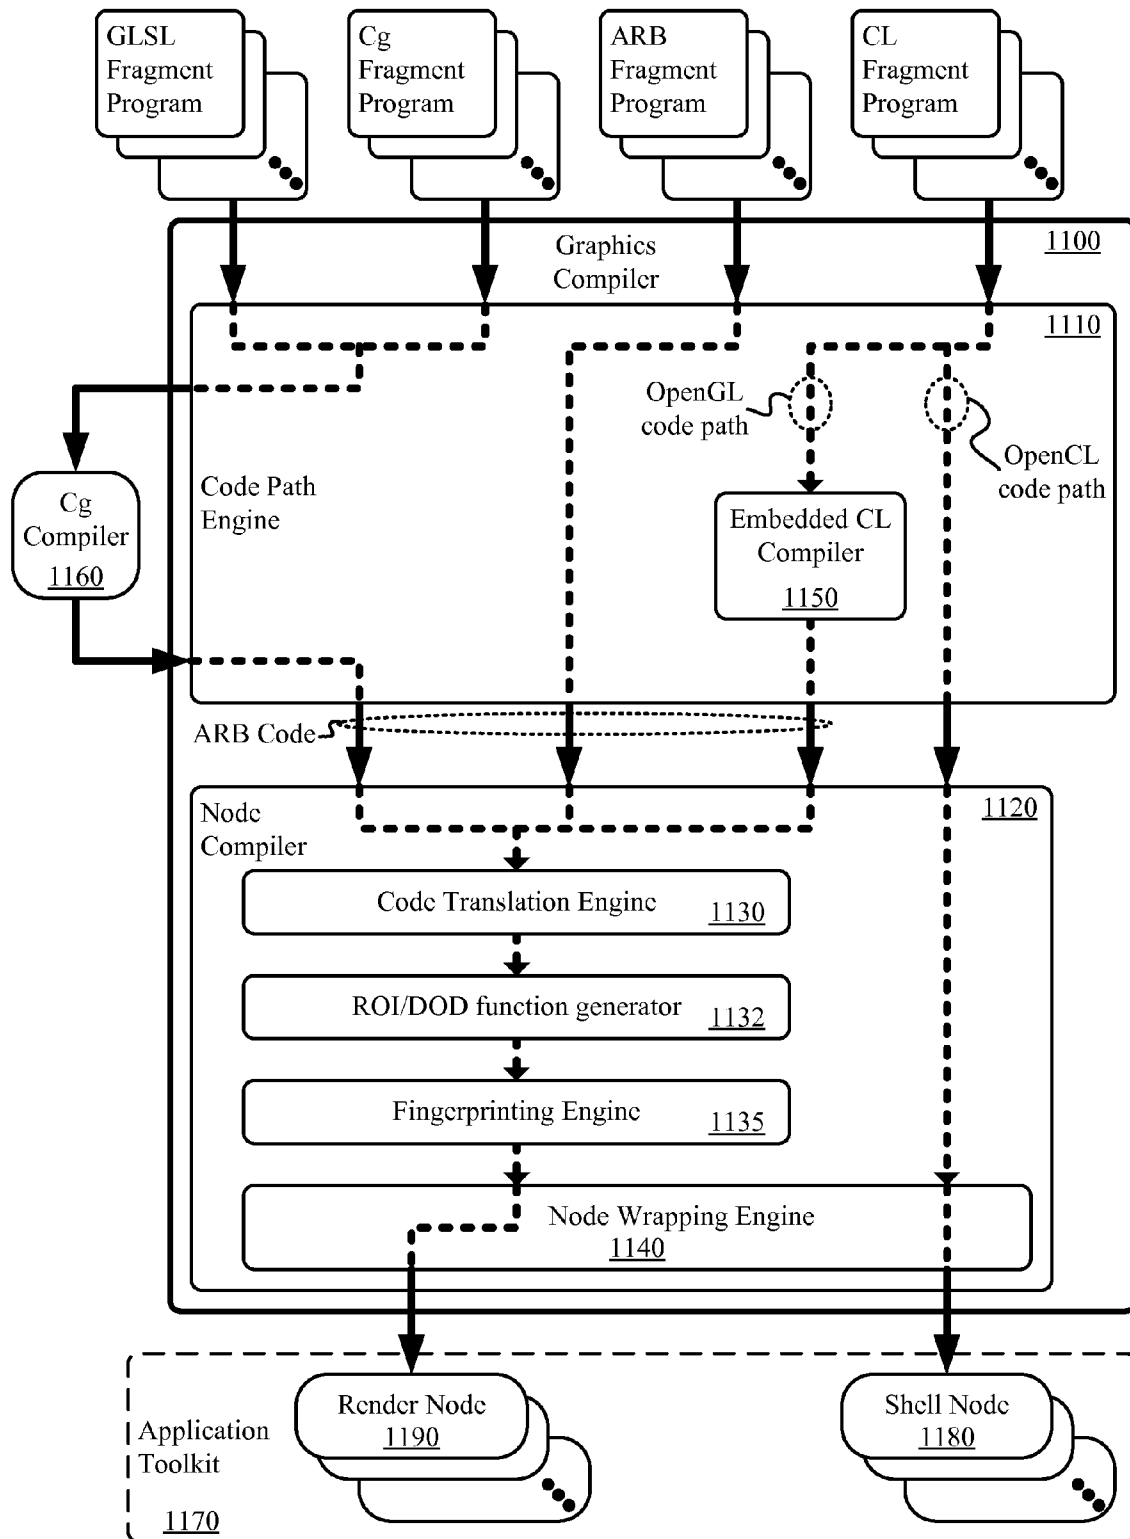 GLSL
Fragment
Program
Cg
Fragment
Program
ARB
Fragment
Program
CL
Fragment
Program
Graphics
Compiler
1100
1110
OpenGL
code path
OpenCL
code path
Code Path
Engine
Cg
Compiler
1160
Embedded CL
Compiler
1150
ARB Code
Node
Compiler
1120
Code Translation Engine
1130
ROI/DOD function generator
1132
Fingerprinting Engine
1135
Node Wrapping Engine
1140
Application
Toolkit
1170
Render Node
1190
Shell Node
1180